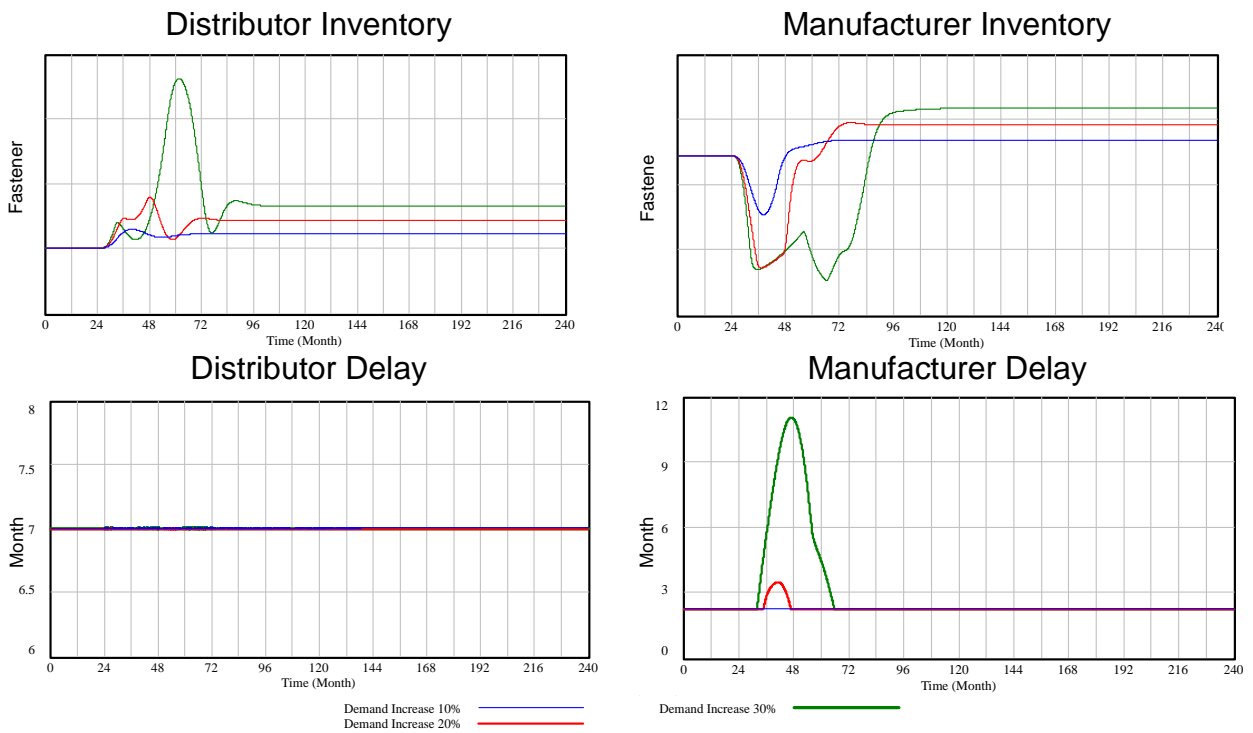 Distributor Inventory
Manufacturer Inventory
Fastener
0 24 48 72 96 120 144 168 192 216 240
Time (Month)
Fastene
0 24 48 72 96 120 144 168 192 216 240
Time (Month)
Distributor Delay
Manufacturer Delay
Month
8
7.5
7
6.5
6
0 24 48 72 96 120 144 168 192 216 240
Time (Month)
Month
12
9
6
3
0
0 24 48 72 96 120 144 168 192 216 240
Time (Month)
Demand Increase 10%
Demand Increase 20%
Demand Increase 30%